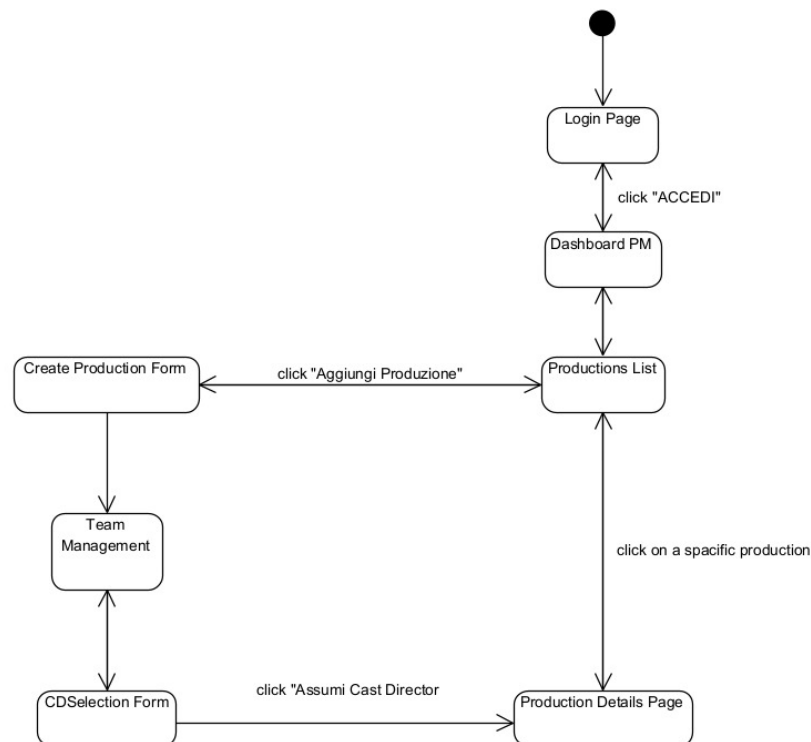 Login Page
click "ACCEDI"
Dashboard PM
Create Production Form
click "Aggiungi Produzione"
Productions List
Team
Management
click on a spacific production
click "Assumi Cast Director
CDSelection Form
Production Details Page